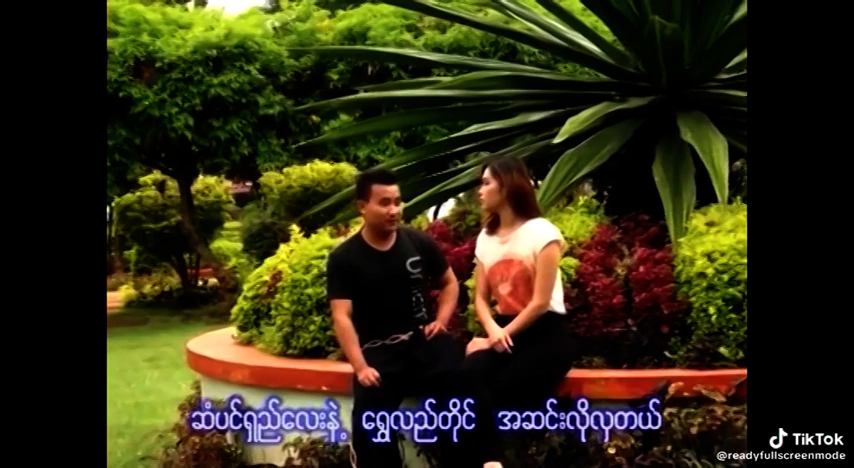 ဆံပင်ရှည်လေးနဲ့ ရွှေလည်တိုင် အဆင်းလိုလှတယ်
TikTok
@readyfullscreenmode